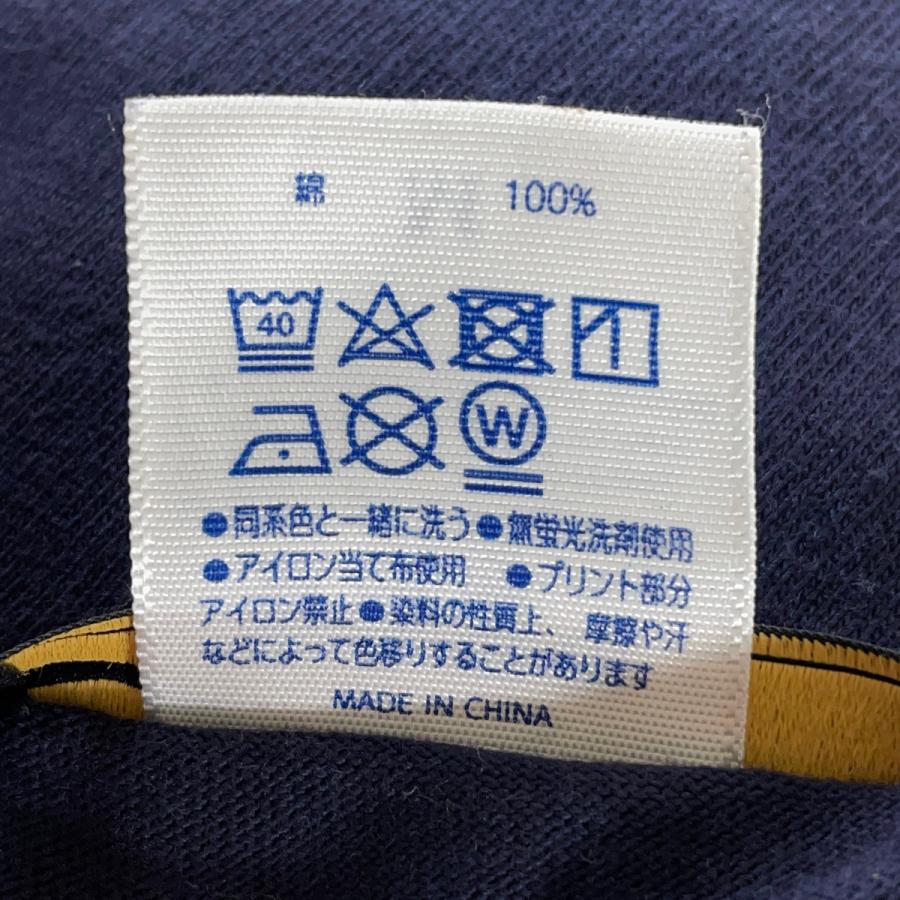 綿 100%
40
W
●同系色と一緒に洗う●無蛍光洗剤使用
●アイロン当て布使用 ●プリント部分
アイロン禁止●染料の性質上、摩擦や汗
などによって色移りすることがあります
MADE IN CHINA